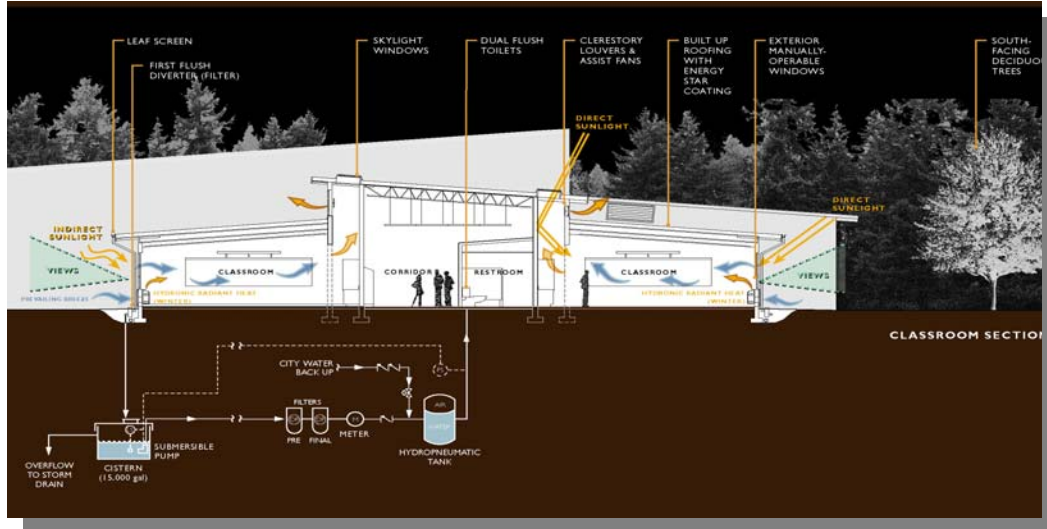 LEAF SCREEN
FIRST FLUSH
DIVERTER (FILTER)
SKYLIGHT
WINDOWS
DUAL FLUSH
TOILETS
CLERESTORY
LOUVERS &
ASSIST FANS
BUILT UP
ROOFING
WITH
ENERGY
STAR
COATING
EXTERIOR
MANUALLY-
OPERABLE
WINDOWS
SOUTH-
FACING
DECIDUO
TREES
DIRECT
SUNLIGHT
DIRECT
SUNLIGHT
INDIRECT
SUNLIGHT
VIEWS
CLASSROOM
CORRIDOR
RESTROOM
CLASSROOM
VIEWS
PREVAILING BREEZE
HYDRONIC RADIANT HEAT
(WINTER)
HYDRONIC RADIANT HEAT
(WINTER)
CLASSROOM SECTION
CITY WATER
BACK UP
M
FILTERS
PRE
FINAL
M
METER
AIR
WATER
HYDROPNEUMATIC
TANK
SUBMERSIBLE
PUMP
CISTERN
(15,000 gal)
OVERFLOW
TO STORM
DRAIN